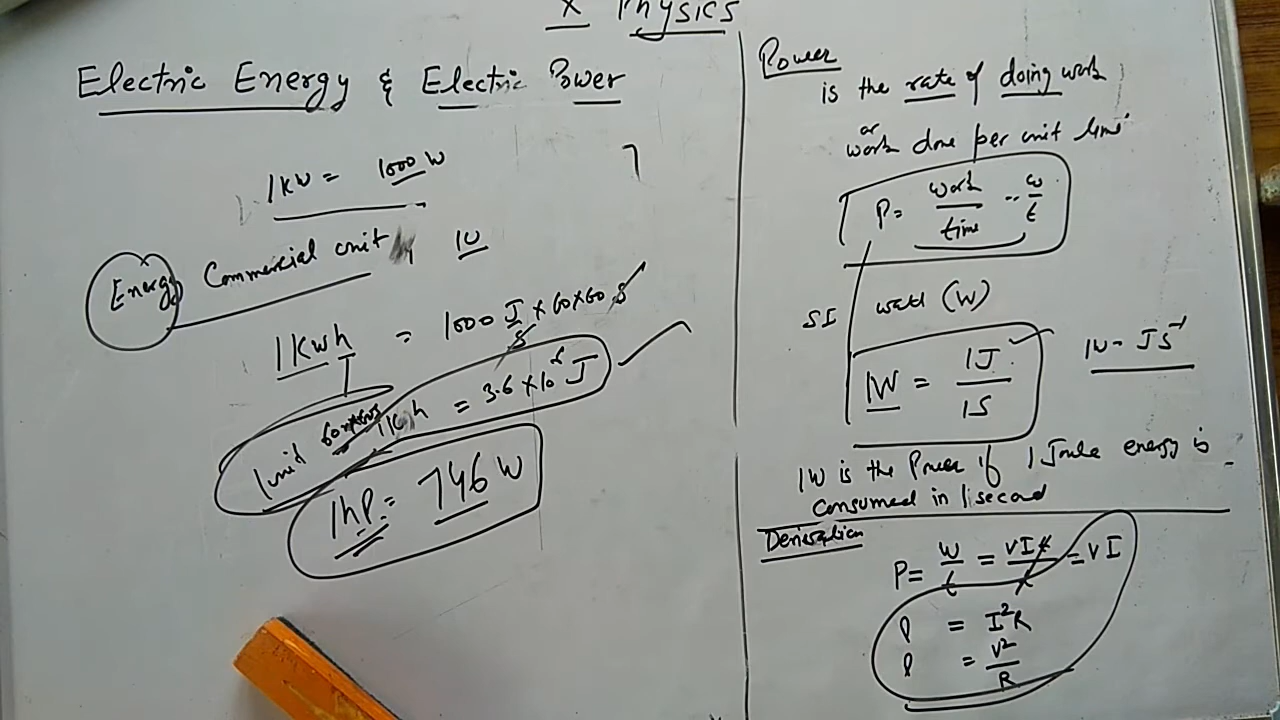 X Physics
Electric Energy & Electric Power
1KW = 1000 W
Energy Commercial unit 1U
1KWh = 1000 J/s × 60×60 s
1 unit = 3.6 × 10⁶ J
1hP = 746 W
Power
is the rate of doing work
or
work done per unit time
P = work/time = w/t
SI watt (W)
1W = 1J/1S
1W = JS⁻¹
1W is the Power if 1 Joule energy is
consumed in 1 second
Derivation
P = W/t = VIt/t = VI
P = I²R
P = V²/R